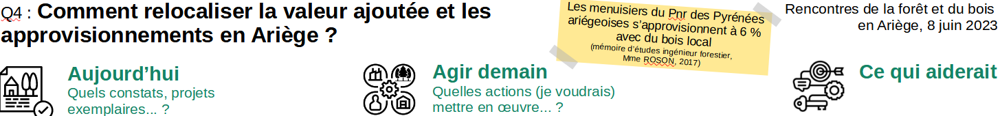 Q4 : Comment relocaliser la valeur ajoutée et les
approvisionnements en Ariège ?
Les menuisiers du Pnr des Pyrénées
ariégeoises s’approvisionnent à 6 %
avec du bois local
(mémoire d’études ingénieur forestier,
Mme ROSON, 2017)
Rencontres de la forêt et du bois
en Ariège, 8 juin 2023
Aujourd’hui
Quels constats, projets
exemplaires... ?
Agir demain
Quelles actions (je voudrais)
mettre en œuvre... ?
Ce qui aiderait